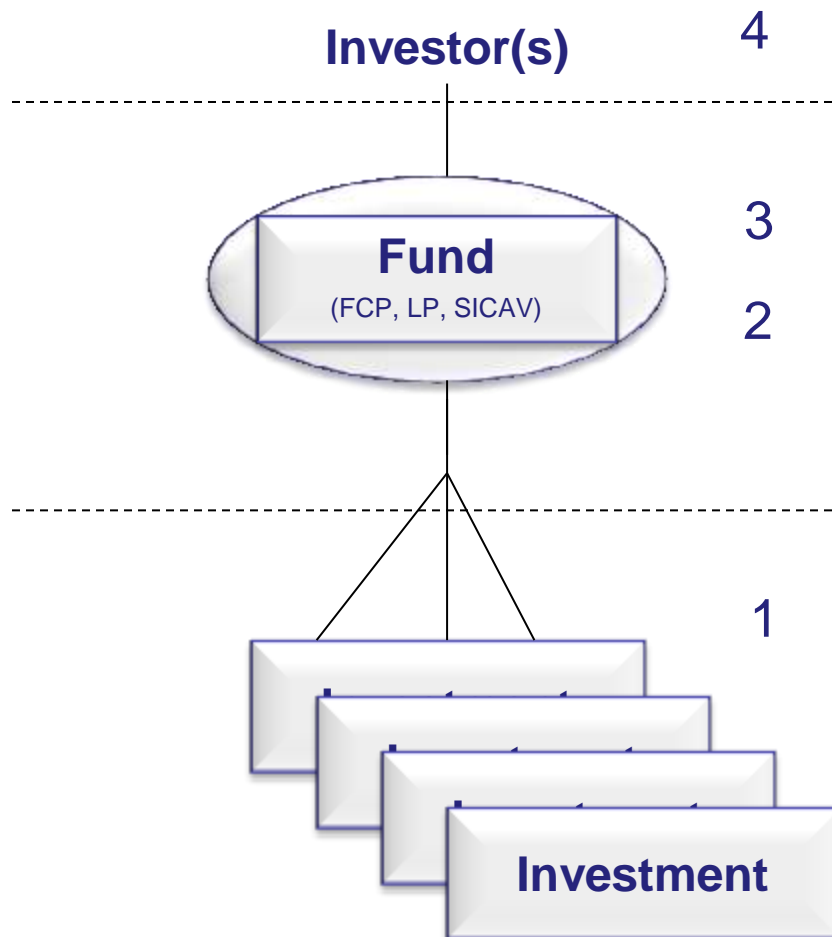 Investor(s) 4
Fund 3
(FCP, LP, SICAV) 2
1
Investment